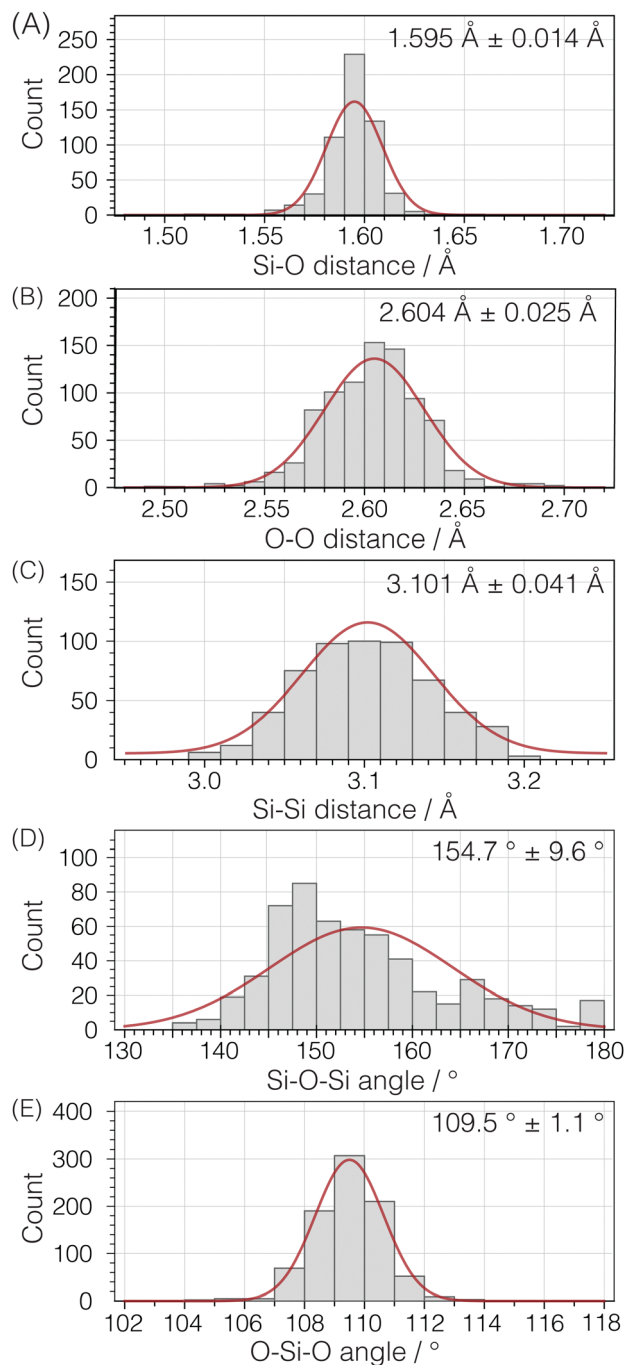 (A)
1.595 Å ± 0.014 Å
250
200
150
100
50
0
Count
1.50 1.55 1.60 1.65 1.70
Si-O distance / Å
(B)
2.604 Å ± 0.025 Å
200
150
100
50
0
Count
2.50 2.55 2.60 2.65 2.70
O-O distance / Å
(C)
3.101 Å ± 0.041 Å
150
100
50
0
Count
3.0 3.1 3.2
Si-Si distance / Å
(D)
154.7 ° ± 9.6 °
100
80
60
40
20
0
Count
130 140 150 160 170 180
Si-O-Si angle / °
(E)
109.5 ° ± 1.1 °
400
300
200
100
0
Count
102 104 106 108 110 112 114 116 118
O-Si-O angle / °